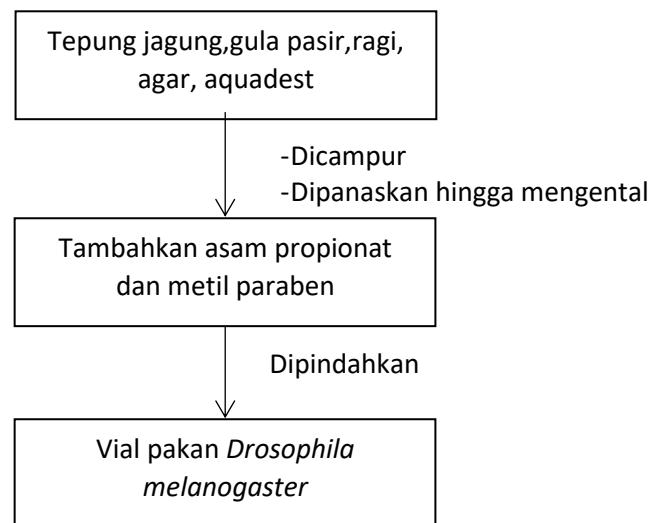 Tepung jagung,gula pasir,ragi,
agar, aquadest
-Dicampur
-Dipanaskan hingga mengental
Tambahkan asam propionat
dan metil paraben
Dipindahkan
Vial pakan Drosophila
melanogaster